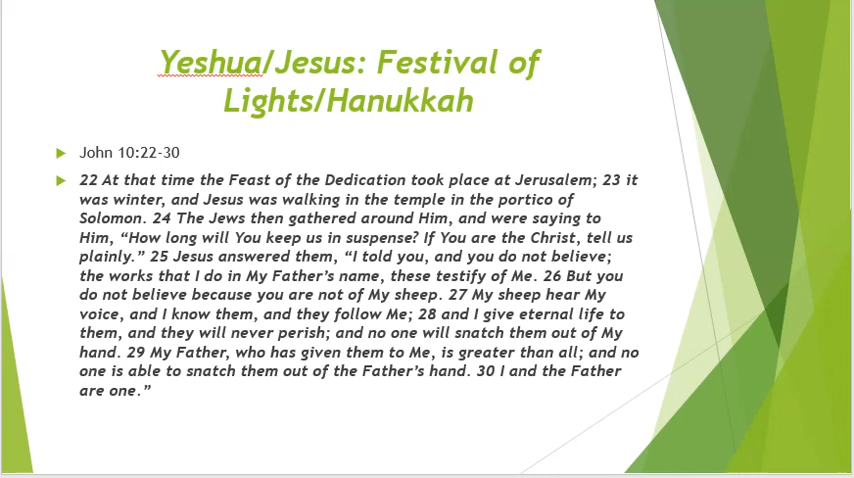 Yeshua/Jesus: Festival of
Lights/Hanukkah
John 10:22-30
22 At that time the Feast of the Dedication took place at Jerusalem; 23 it
was winter, and Jesus was walking in the temple in the portico of
Solomon. 24 The Jews then gathered around Him, and were saying to
Him, “How long will You keep us in suspense? If You are the Christ, tell us
plainly.” 25 Jesus answered them, “I told you, and you do not believe;
the works that I do in My Father’s name, these testify of Me. 26 But you
do not believe because you are not of My sheep. 27 My sheep hear My
voice, and I know them, and they follow Me; 28 and I give eternal life to
them, and they will never perish; and no one will snatch them out of My
hand. 29 My Father, who has given them to Me, is greater than all; and no
one is able to snatch them out of the Father’s hand. 30 I and the Father
are one.”